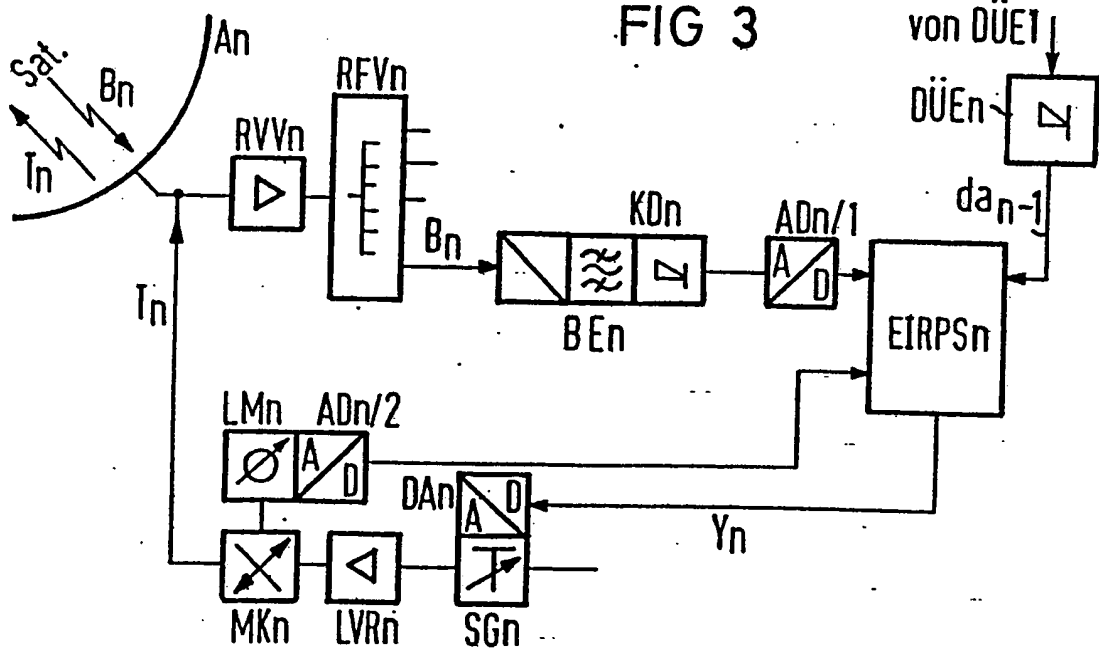 FIG 3
von DÜE1
An
Sat.
Bn
Tn
RFVn
RVVn
DÜEn
da n-1
KDn
ADn/1
Bn
A
D
BEn
EIRPSn
Tn
LMn
ADn/2
A
D
DAn
D
A
Yn
MKn
LVRn
SGn